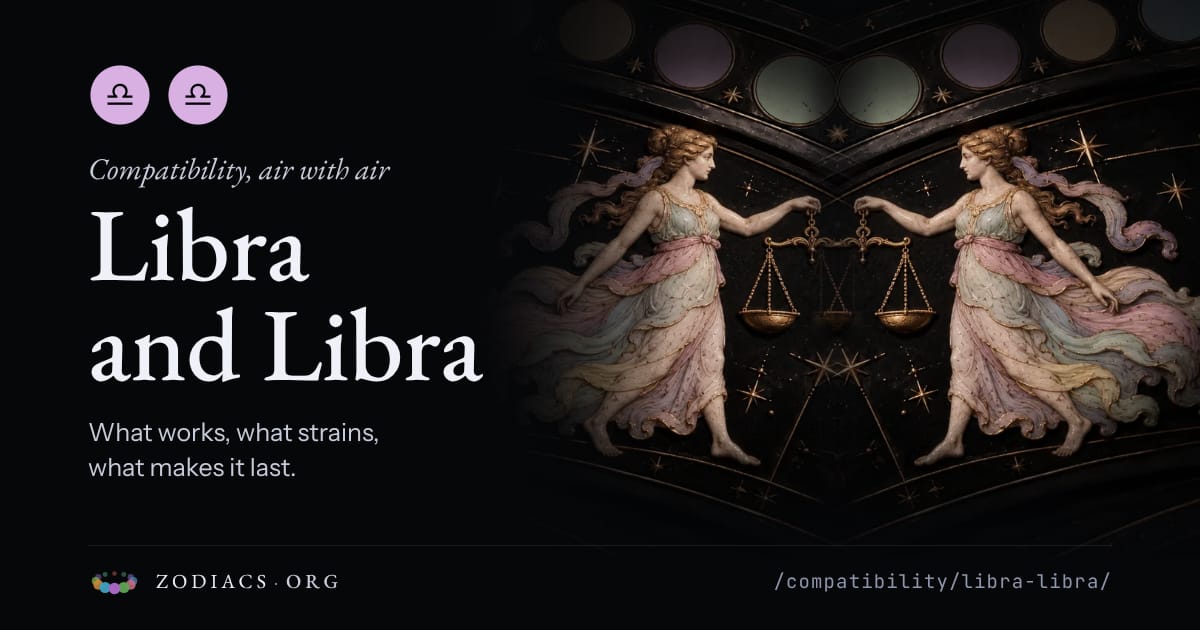 ♎︎ ♎︎
Compatibility, air with air
Libra
and Libra
What works, what strains,
what makes it last.
ZODIACS·ORG
/compatibility/libra-libra/